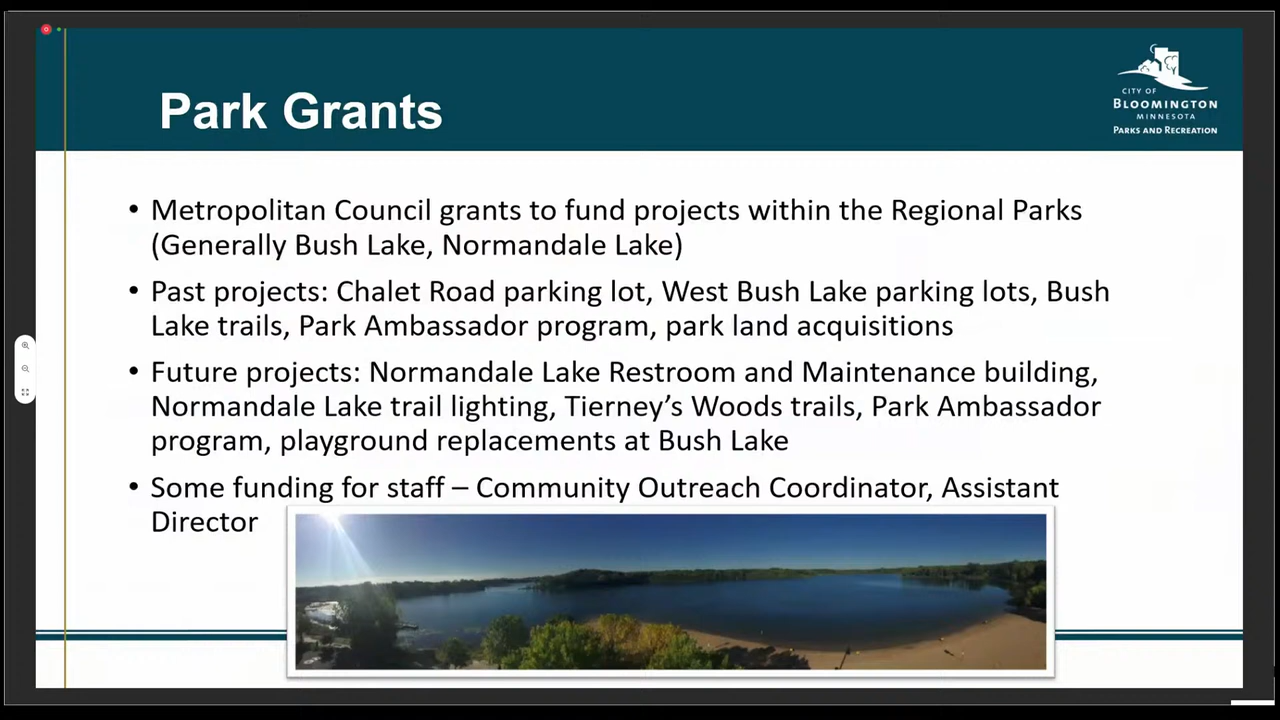 Park Grants
CITY OF
BLOOMINGTON
MINNESOTA
PARKS AND RECREATION
• Metropolitan Council grants to fund projects within the Regional Parks
(Generally Bush Lake, Normandale Lake)
• Past projects: Chalet Road parking lot, West Bush Lake parking lots, Bush
Lake trails, Park Ambassador program, park land acquisitions
• Future projects: Normandale Lake Restroom and Maintenance building,
Normandale Lake trail lighting, Tierney’s Woods trails, Park Ambassador
program, playground replacements at Bush Lake
• Some funding for staff – Community Outreach Coordinator, Assistant
Director